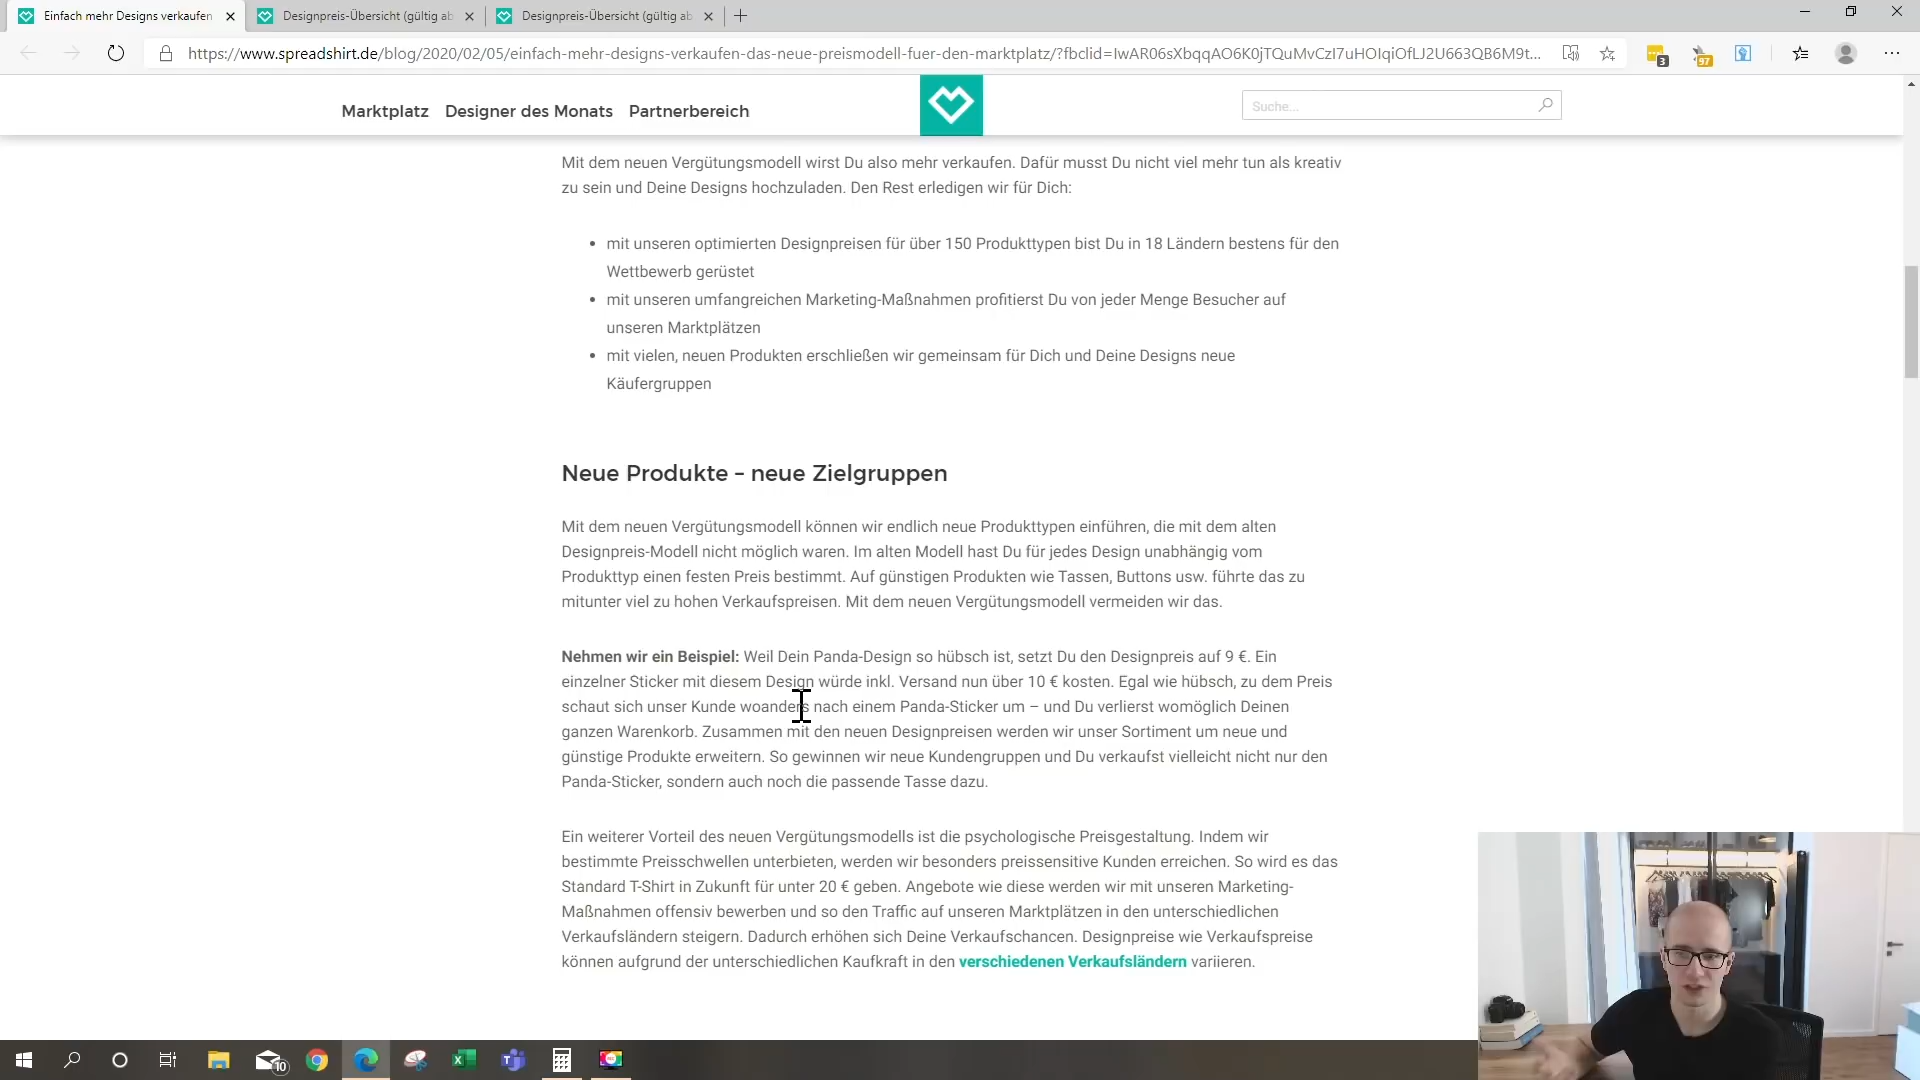 Einfach mehr Designs verkaufen
Designpreis-Übersicht (gültig ab
Designpreis-Übersicht (gültig ab
https://www.spreadshirt.de/blog/2020/02/05/einfach-mehr-designs-verkaufen-das-neue-preismodell-fuer-den-marktplatz/?fbclid=IwAR06sXbqqAO6K0jTQuMvCzI7uHOIqiOfLJ2U663QB6M9t...
3
97
Marktplatz Designer des Monats Partnerbereich
Suche...
Mit dem neuen Vergütungsmodell wirst Du also mehr verkaufen. Dafür musst Du nicht viel mehr tun als kreativ
zu sein und Deine Designs hochzuladen. Den Rest erledigen wir für Dich:
mit unseren optimierten Designpreisen für über 150 Produkttypen bist Du in 18 Ländern bestens für den
Wettbewerb gerüstet
mit unseren umfangreichen Marketing-Maßnahmen profitierst Du von jeder Menge Besucher auf
unseren Marktplätzen
mit vielen, neuen Produkten erschließen wir gemeinsam für Dich und Deine Designs neue
Käufergruppen
Neue Produkte – neue Zielgruppen
Mit dem neuen Vergütungsmodell können wir endlich neue Produkttypen einführen, die mit dem alten
Designpreis-Modell nicht möglich waren. Im alten Modell hast Du für jedes Design unabhängig vom
Produkttyp einen festen Preis bestimmt. Auf günstigen Produkten wie Tassen, Buttons usw. führte das zu
mitunter viel zu hohen Verkaufspreisen. Mit dem neuen Vergütungsmodell vermeiden wir das.
Nehmen wir ein Beispiel: Weil Dein Panda-Design so hübsch ist, setzt Du den Designpreis auf 9 €. Ein
einzelner Sticker mit diesem Design würde inkl. Versand nun über 10 € kosten. Egal wie hübsch, zu dem Preis
schaut sich unser Kunde woanders nach einem Panda-Sticker um – und Du verlierst womöglich Deinen
ganzen Warenkorb. Zusammen mit den neuen Designpreisen werden wir unser Sortiment um neue und
günstige Produkte erweitern. So gewinnen wir neue Kundengruppen und Du verkaufst vielleicht nicht nur den
Panda-Sticker, sondern auch noch die passende Tasse dazu.
Ein weiterer Vorteil des neuen Vergütungsmodells ist die psychologische Preisgestaltung. Indem wir
bestimmte Preisschwellen unterbieten, werden wir besonders preissensitive Kunden erreichen. So wird es das
Standard T-Shirt in Zukunft für unter 20 € geben. Angebote wie diese werden wir mit unseren Marketing-
Maßnahmen offensiv bewerben und so den Traffic auf unseren Marktplätzen in den unterschiedlichen
Verkaufsländern steigern. Dadurch erhöhen sich Deine Verkaufschancen. Designpreise wie Verkaufspreise
können aufgrund der unterschiedlichen Kaufkraft in den verschiedenen Verkaufsländern variieren.
10